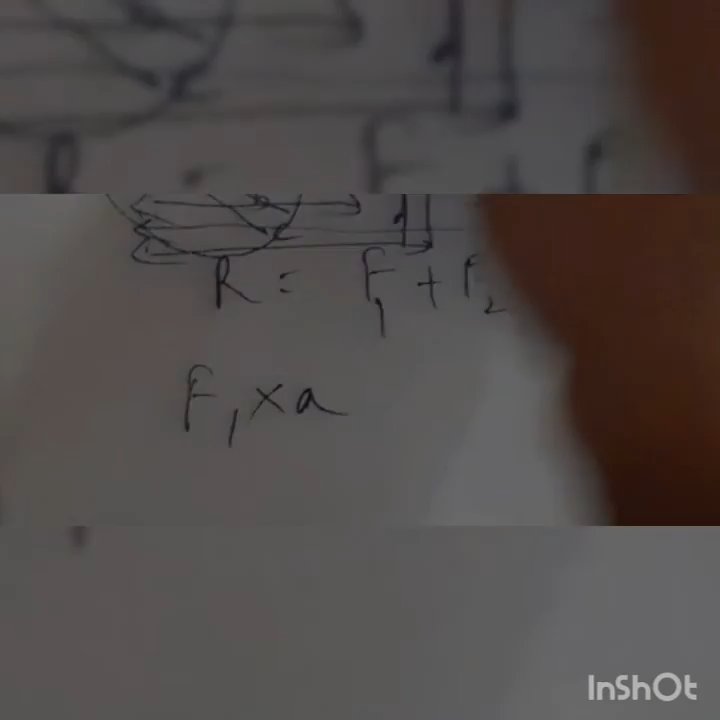 R = F₁ + F₂
F₁ × a
InShOt